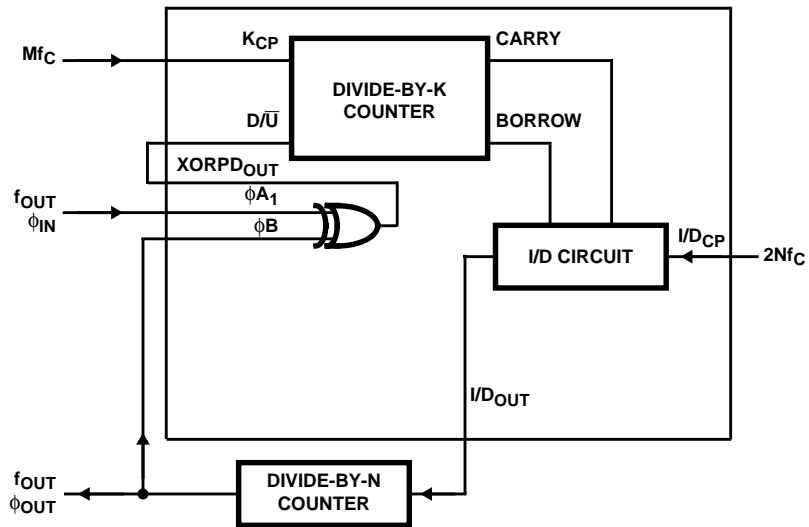 K_CP
CARRY
Mf_C
DIVIDE-BY-K
COUNTER
D/U̅
BORROW
XORPD_OUT
ϕA_1
f_OUT
ϕ_IN
ϕB
I/D_CP
I/D CIRCUIT
2Nf_C
I/D_OUT
f_OUT
ϕ_OUT
DIVIDE-BY-N
COUNTER